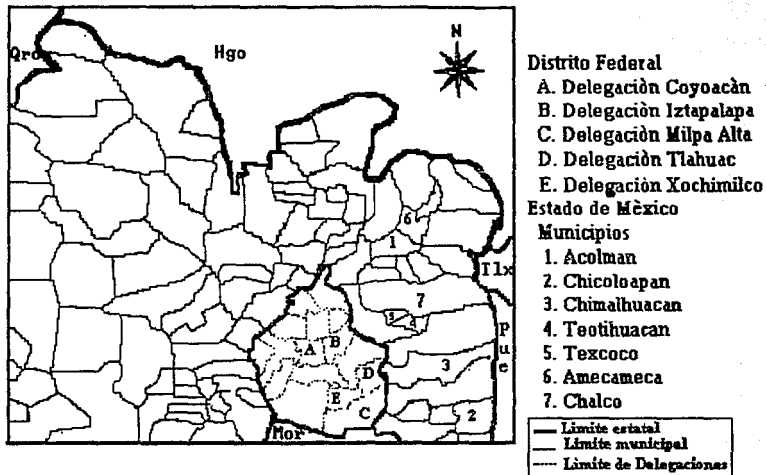 Qro
Hgo
N
6
1
Ilx
7
5 4
P
u
e
3
A
B
D
E
C
2
Mor
Distrito Federal
A. Delegaciòn Coyoacàn
B. Delegaciòn Iztapalapa
C. Delegaciòn Milpa Alta
D. Delegaciòn Tlahuac
E. Delegaciòn Xochimilco
Estado de Mèxico
Municipios
1. Acolman
2. Chicoloapan
3. Chimalhuacan
4. Teotihuacan
5. Texcoco
6. Amecameca
7. Chalco
Limite estatal
Limite municipal
Limite de Delegaciones